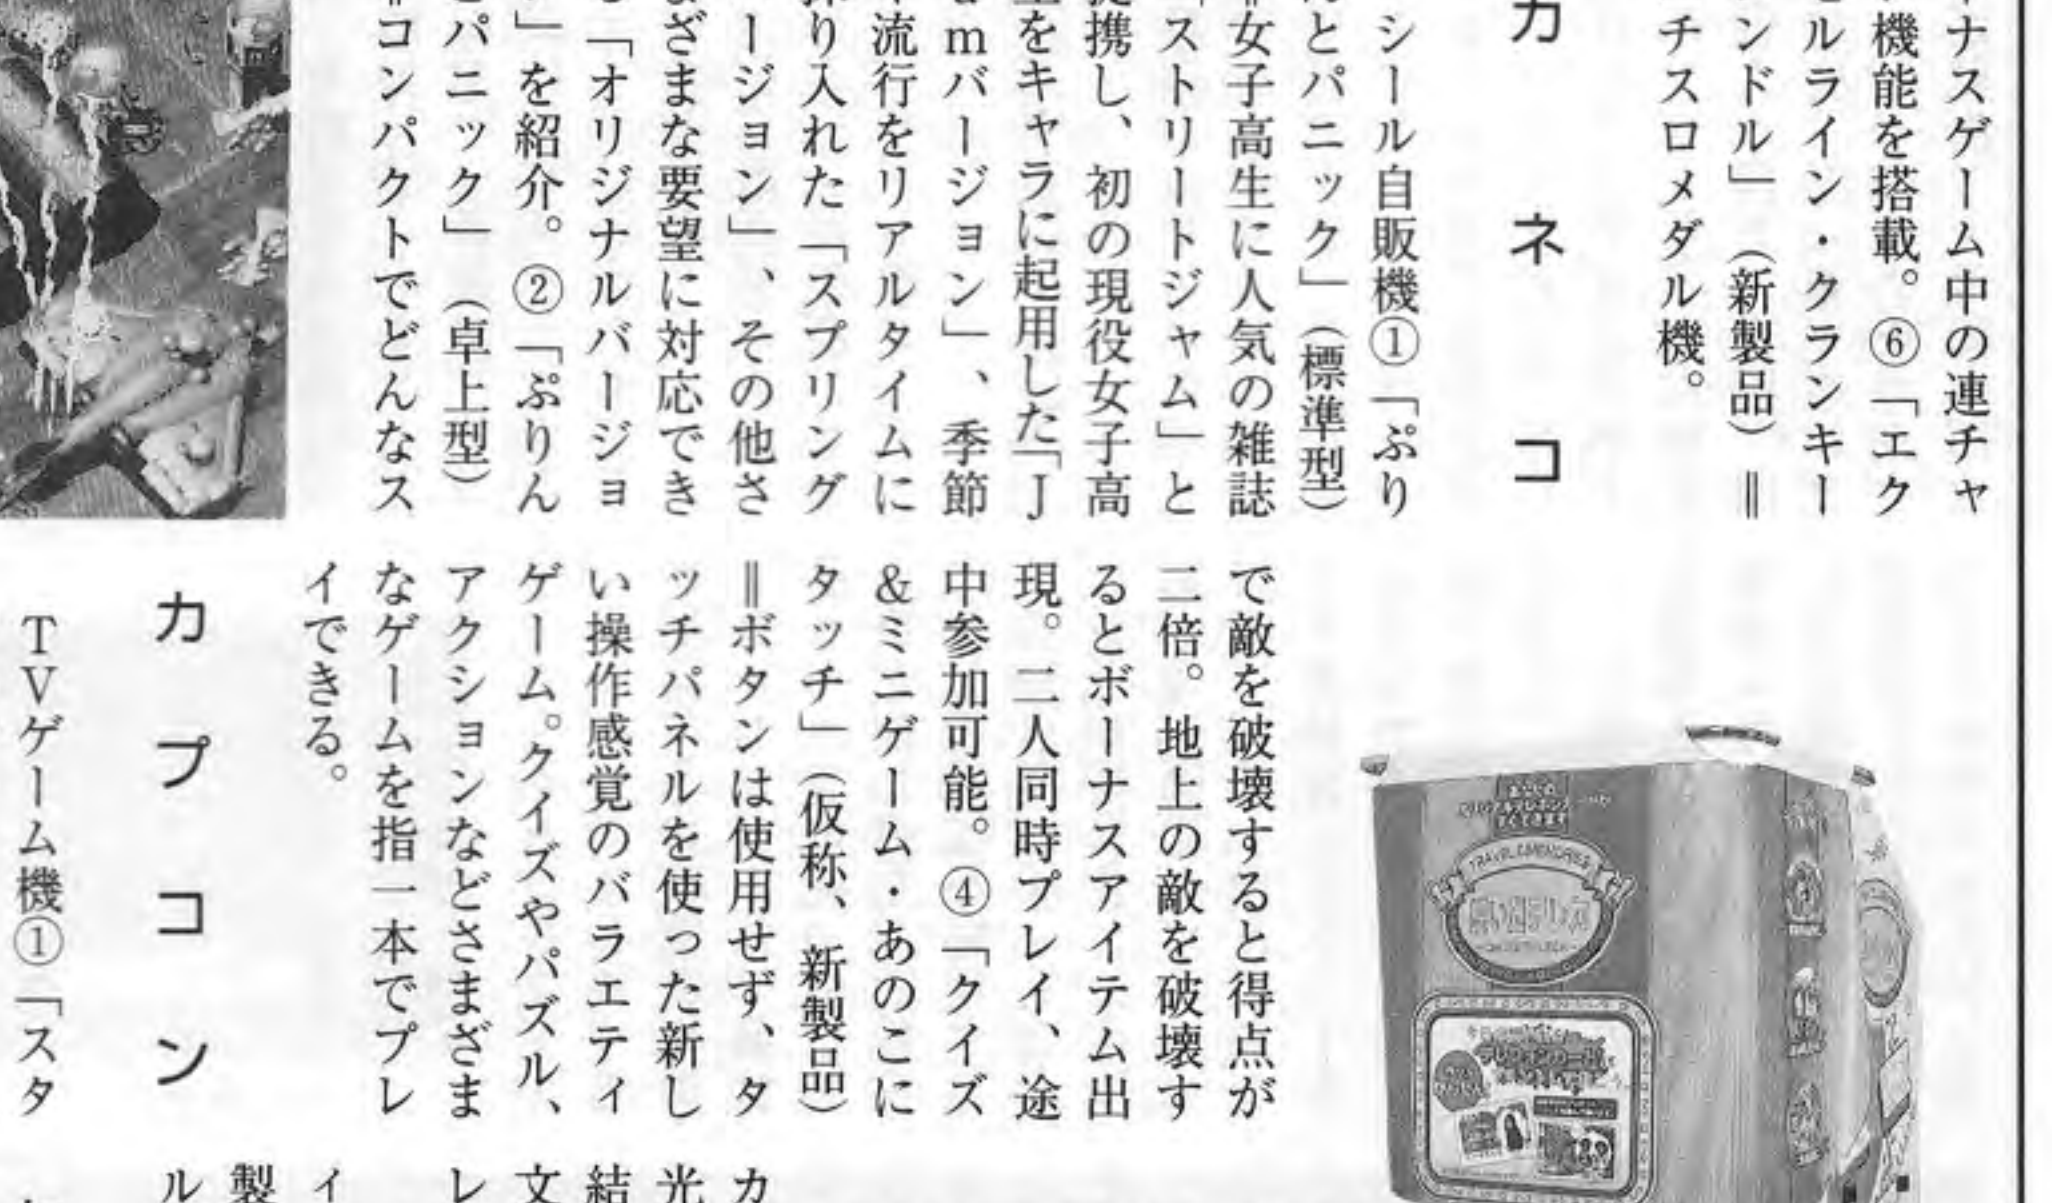 ナスゲーム中の連チャ
機能を搭載。⑥「エク
ルライン・クランキー
ンドル」（新製品）＝
チスロメダル機。
カネコ
シール自販機①「ぷり
とパニック」（標準型）
女子高生に人気の雑誌
ストリートジャム」と
提携し、初の現役女子高
をキャラに起用した「J
mバージョン」、季節
流行をリアルタイムに
り入れた「スプリング
ージョン」、その他さ
ざまな要望に対応でき
「オリジナルバージョ
」を紹介。②「ぷりん
パニック」（卓上型）
コンパクトでどんなス
で敵を破壊すると得点が
二倍。地上の敵を破壊す
るとボーナスアイテム出
現。二人同時プレイ、途
中参加可能。④「クイズ
&ミニゲーム・あのこに
タッチ」（仮称、新製品）
＝ボタンは使用せず、タ
ッチパネルを使った新し
い操作感覚のバラエティ
ゲーム。クイズやパズル、
アクションなどさまざま
なゲームを指一本でプレ
イできる。
カプコン
TVゲーム機①「スタ
カ
光
結
文
レ
イ
製
ル
TRAVEL & MEMORIES